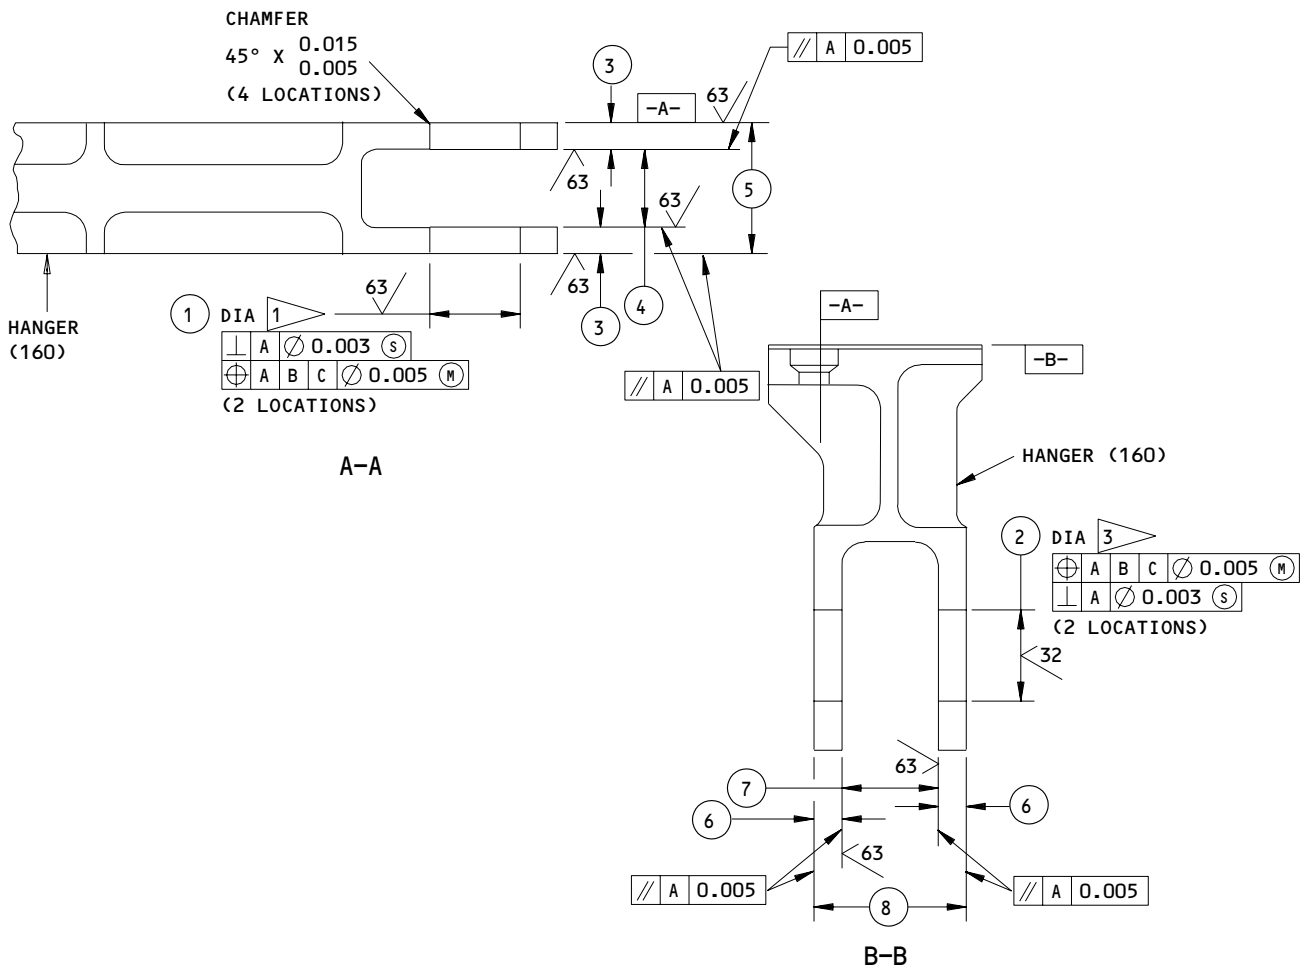 CHAMFER
45° X 0.015
0.005
(4 LOCATIONS)
3
// A 0.005
-A-
63
63
5
63
63
63
4
3
1 DIA 1
⊥ A ∅ 0.003 Ⓢ
⌖ A B C ∅ 0.005 Ⓜ
(2 LOCATIONS)
HANGER
(160)
// A 0.005
A-A
-A-
-B-
HANGER (160)
2 DIA 3
⌖ A B C ∅ 0.005 Ⓜ
⊥ A ∅ 0.003 Ⓢ
(2 LOCATIONS)
32
63
7
6
6
63
// A 0.005
// A 0.005
8
B-B